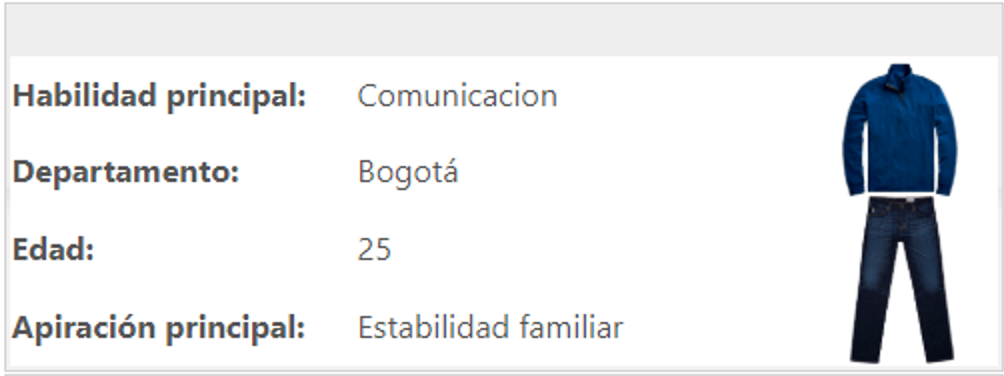 Habilidad principal: Comunicacion
Departamento: Bogotá
Edad: 25
Apiración principal: Estabilidad familiar